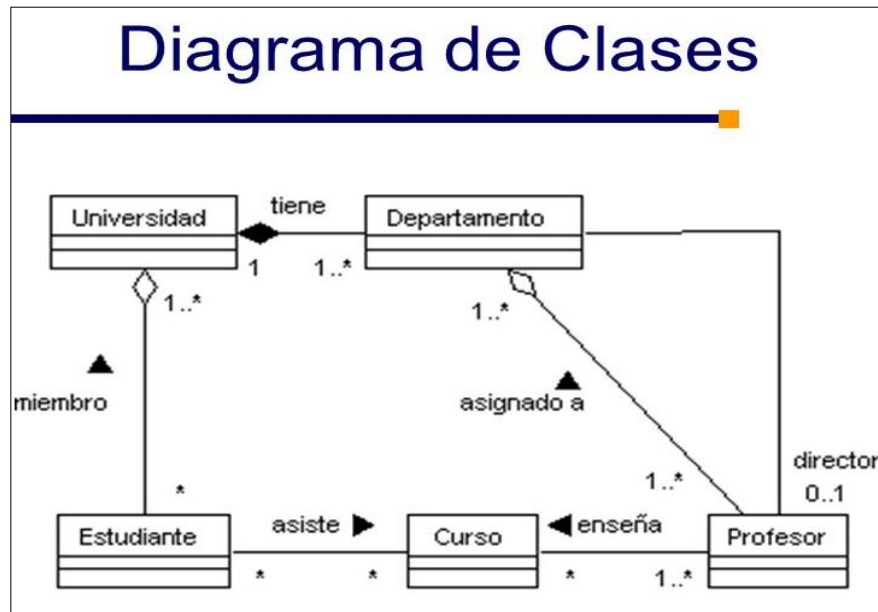 Diagrama de Clases
Universidad
tiene
Departamento
1
1..*
1..*
1..*
miembro
asignado a
*
1..*
director
0..1
Estudiante
asiste
Curso
enseña
Profesor
*
*
*
1..*